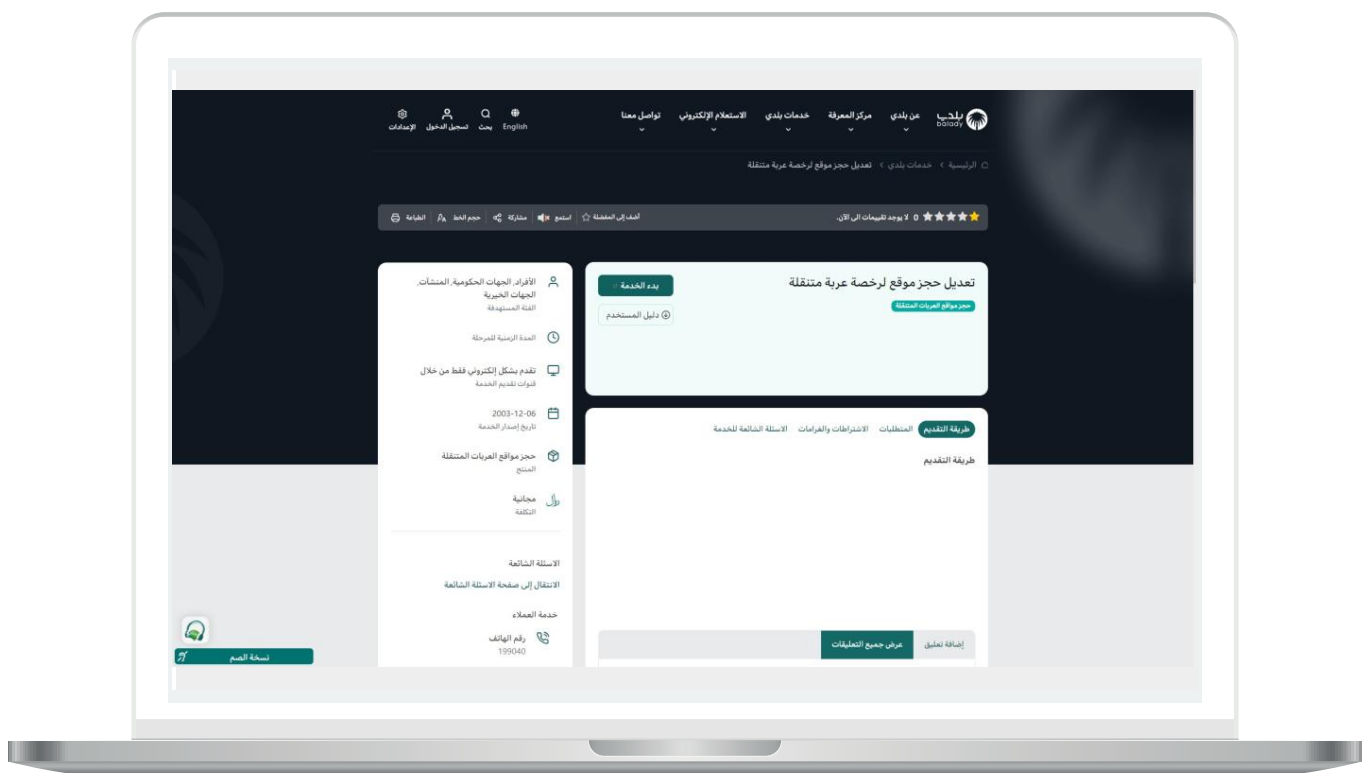 بلدي
balady
عن بلدي
مركز المعرفة
خدمات بلدي
الاستعلام الإلكتروني
تواصل معنا
English
بحث
تسجيل الدخول
الإعدادات
الرئيسية > خدمات بلدي > تعديل حجز موقع لرخصة عربة متنقلة
0 لا يوجد تقييمات الى الآن.
أضف إلى المفضلة
استمع
مشاركة
حجم الخط
الطباعة
تعديل حجز موقع لرخصة عربة متنقلة
حجز مواقع العربات المتنقلة
بدء الخدمة
دليل المستخدم
طريقة التقديم
المتطلبات
الاشتراطات والغرامات
الاسئلة الشائعة للخدمة
طريقة التقديم
إضافة تعليق
عرض جميع التعليقات
الأفراد, الجهات الحكومية, المنشآت,
الجهات الخيرية
الفئة المستهدفة
المدة الزمنية للمرحلة
تقدم بشكل إلكتروني فقط من خلال
قنوات تقديم الخدمة
2003-12-06
تاريخ إصدار الخدمة
حجز مواقع العربات المتنقلة
المنتج
مجانية
التكلفة
الاسئلة الشائعة
الانتقال إلى صفحة الاسئلة الشائعة
خدمة العملاء
رقم الهاتف
199040
نسخة الصم